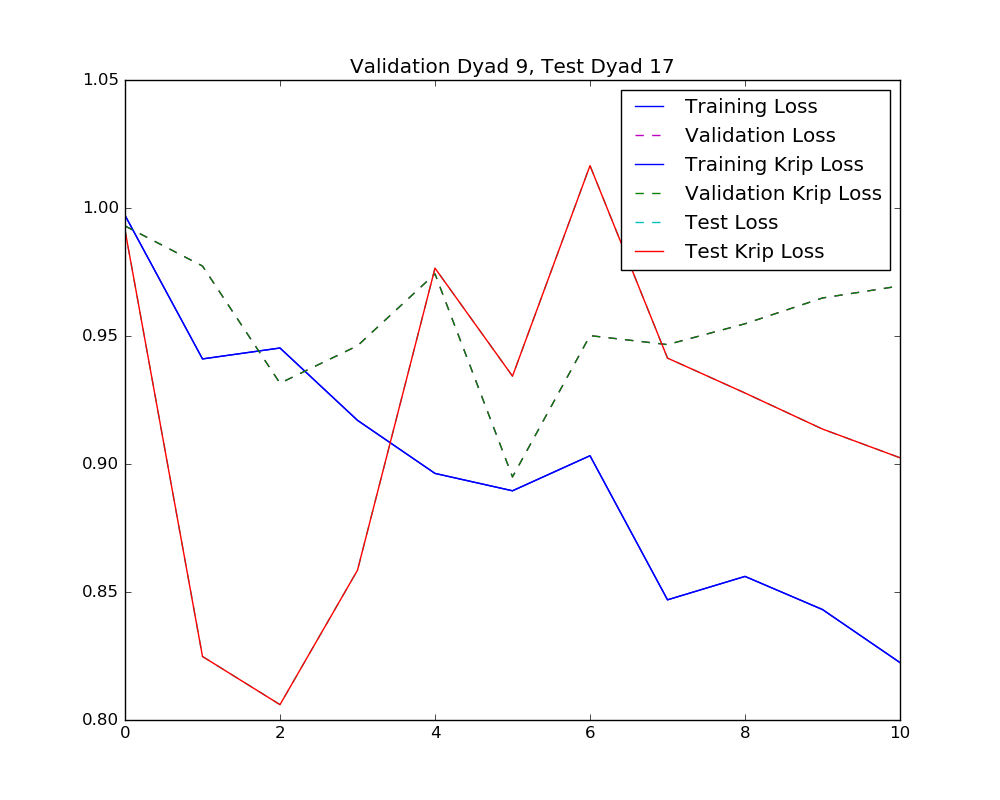 Validation Dyad 9, Test Dyad 17
1.05
1.00
0.95
0.90
0.85
0.80
0 2 4 6 8 10
Training Loss
Validation Loss
Training Krip Loss
Validation Krip Loss
Test Loss
Test Krip Loss